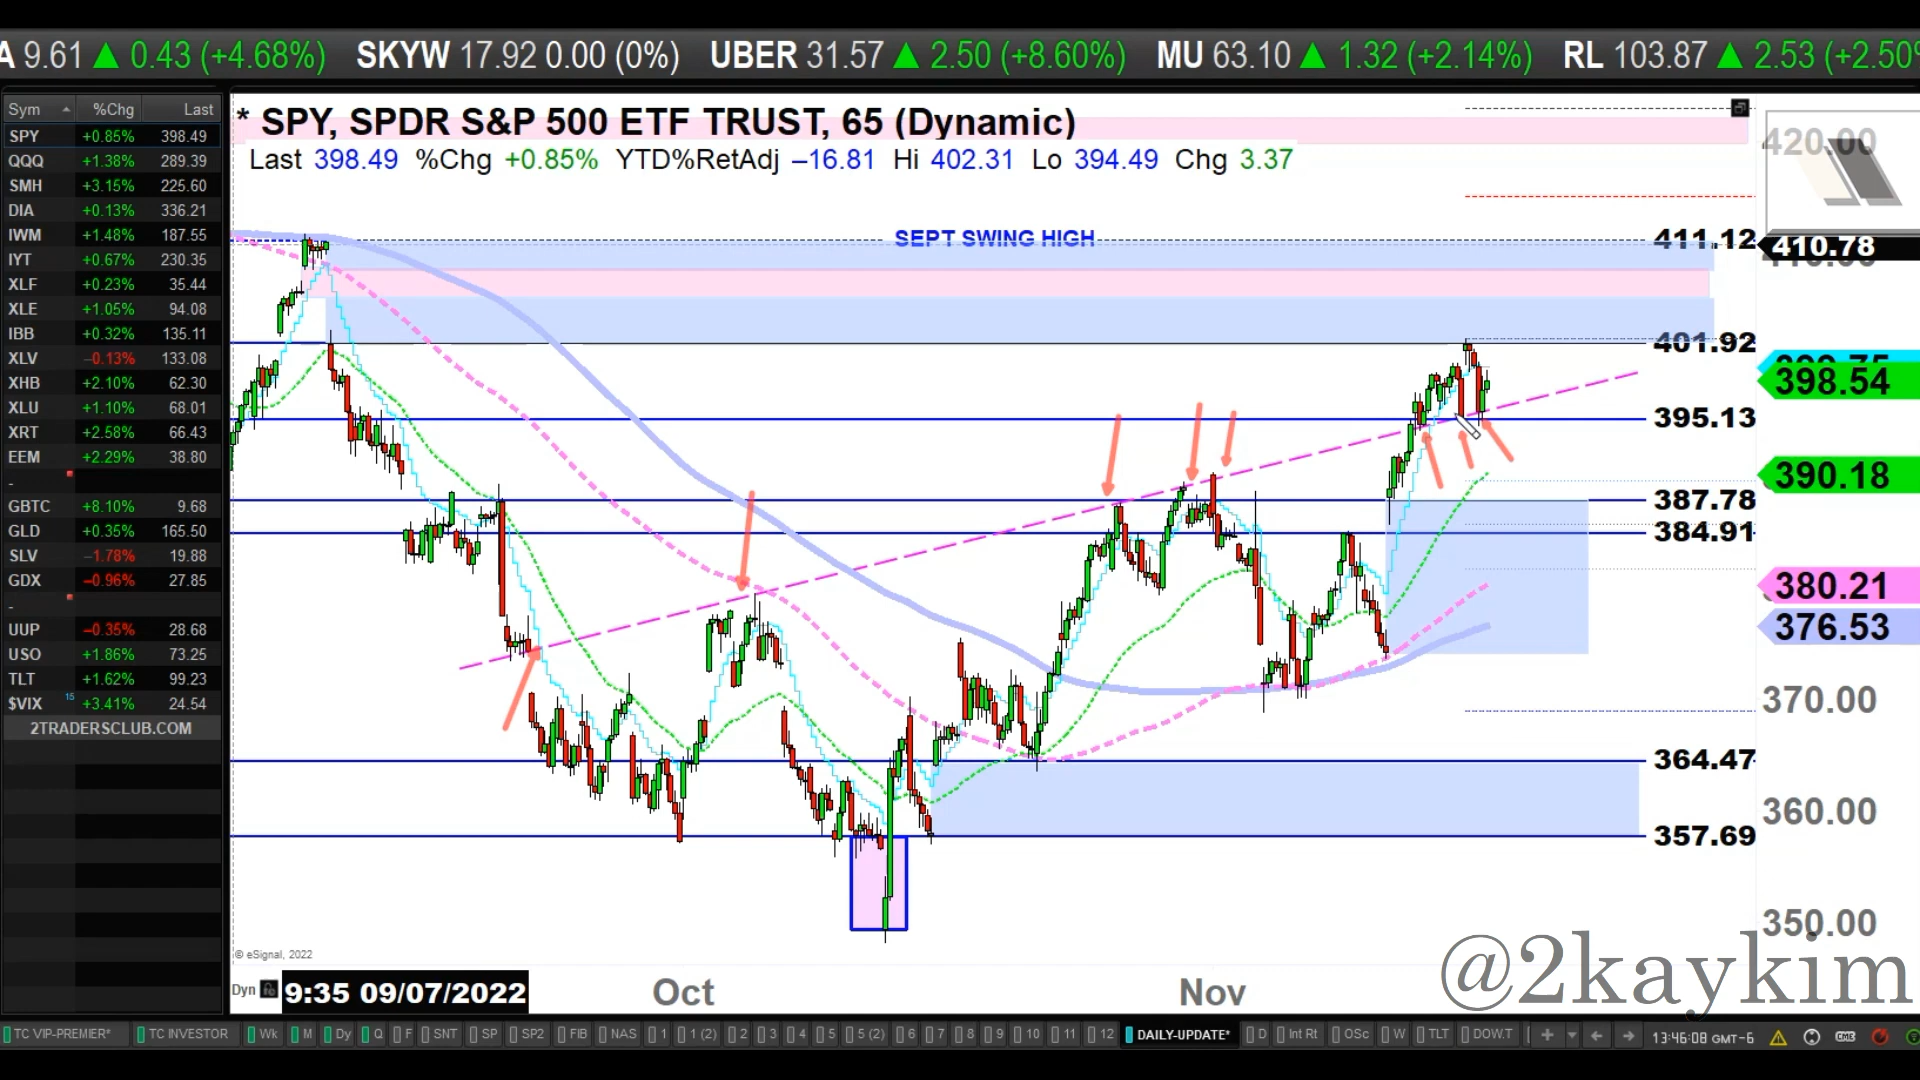 A 9.61 ▲ 0.43 (+4.68%) SKYW 17.92 0.00 (0%) UBER 31.57 ▲ 2.50 (+8.60%) MU 63.10 ▲ 1.32 (+2.14%) RL 103.87 ▲ 2.53 (+2.50%
Sym %Chg Last
SPY +0.85% 398.49
QQQ +1.38% 289.39
SMH +3.15% 225.60
DIA +0.13% 336.21
IWM +1.48% 187.55
IYT +0.67% 230.35
XLF +0.23% 35.44
XLE +1.05% 94.08
IBB +0.32% 135.11
XLV –0.13% 133.08
XHB +2.10% 62.30
XLU +1.10% 68.01
XRT +2.58% 66.43
EEM +2.29% 38.80
-
GBTC +8.10% 9.68
GLD +0.35% 165.50
SLV –1.78% 19.88
GDX –0.96% 27.85
-
UUP –0.35% 28.68
USO +1.86% 73.25
TLT +1.62% 99.23
$VIX 15 +3.41% 24.54
2TRADERSCLUB.COM
* SPY, SPDR S&P 500 ETF TRUST, 65 (Dynamic)
Last 398.49 %Chg +0.85% YTD%RetAdj –16.81 Hi 402.31 Lo 394.49 Chg 3.37
SEPT SWING HIGH
420.00
411.12
410.78
401.92
398.54
395.13
390.18
387.78
384.91
380.21
376.53
370.00
364.47
360.00
357.69
350.00
© eSignal, 2022
@2kaykim
Dyn 9:35 09/07/2022 Oct Nov
TC VIP-PREMIER* TC INVESTOR Wk M Dy Q F SNT SP SP2 FIB NAS 1 1 (2) 2 3 4 5 5 (2) 6 7 8 9 10 11 12 DAILY-UPDATE* D Int Rt OSc W TLT DOW.T 13:46:08 GMT-6